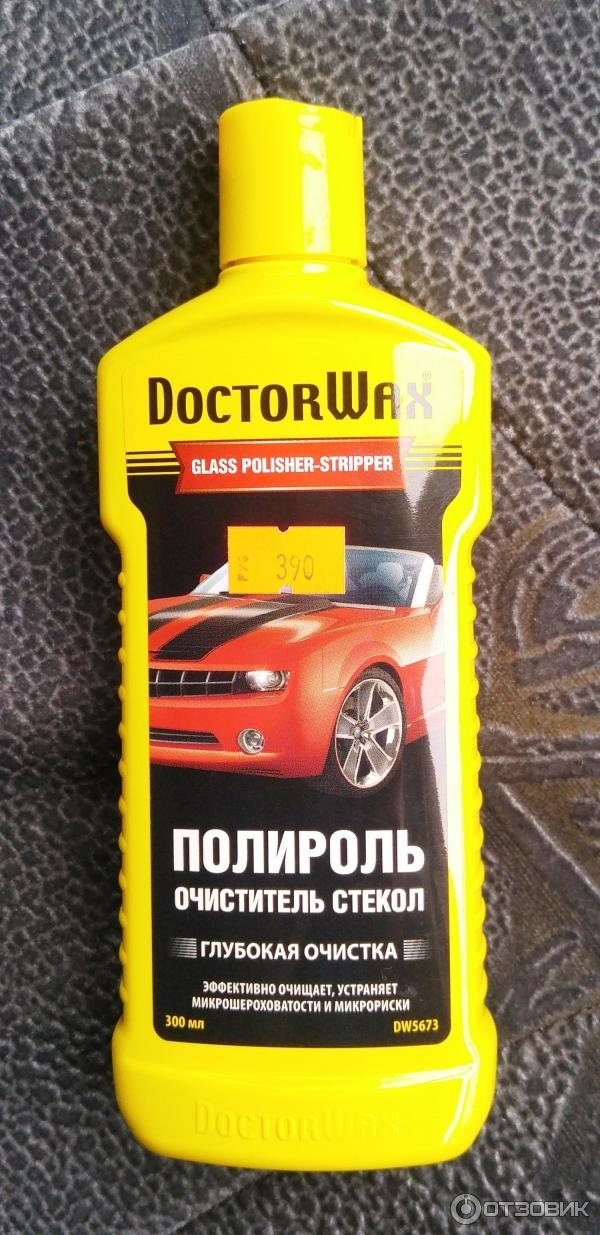 DOCTORWAX®
GLASS POLISHER-STRIPPER
РУБ 390
ПОЛИРОЛЬ
ОЧИСТИТЕЛЬ СТЕКОЛ
ГЛУБОКАЯ ОЧИСТКА
ЭФФЕКТИВНО ОЧИЩАЕТ, УСТРАНЯЕТ
МИКРОШЕРОХОВАТОСТИ И МИКРОРИСКИ
300 мл DW5673
DOCTORWAX
ОТЗОВИК